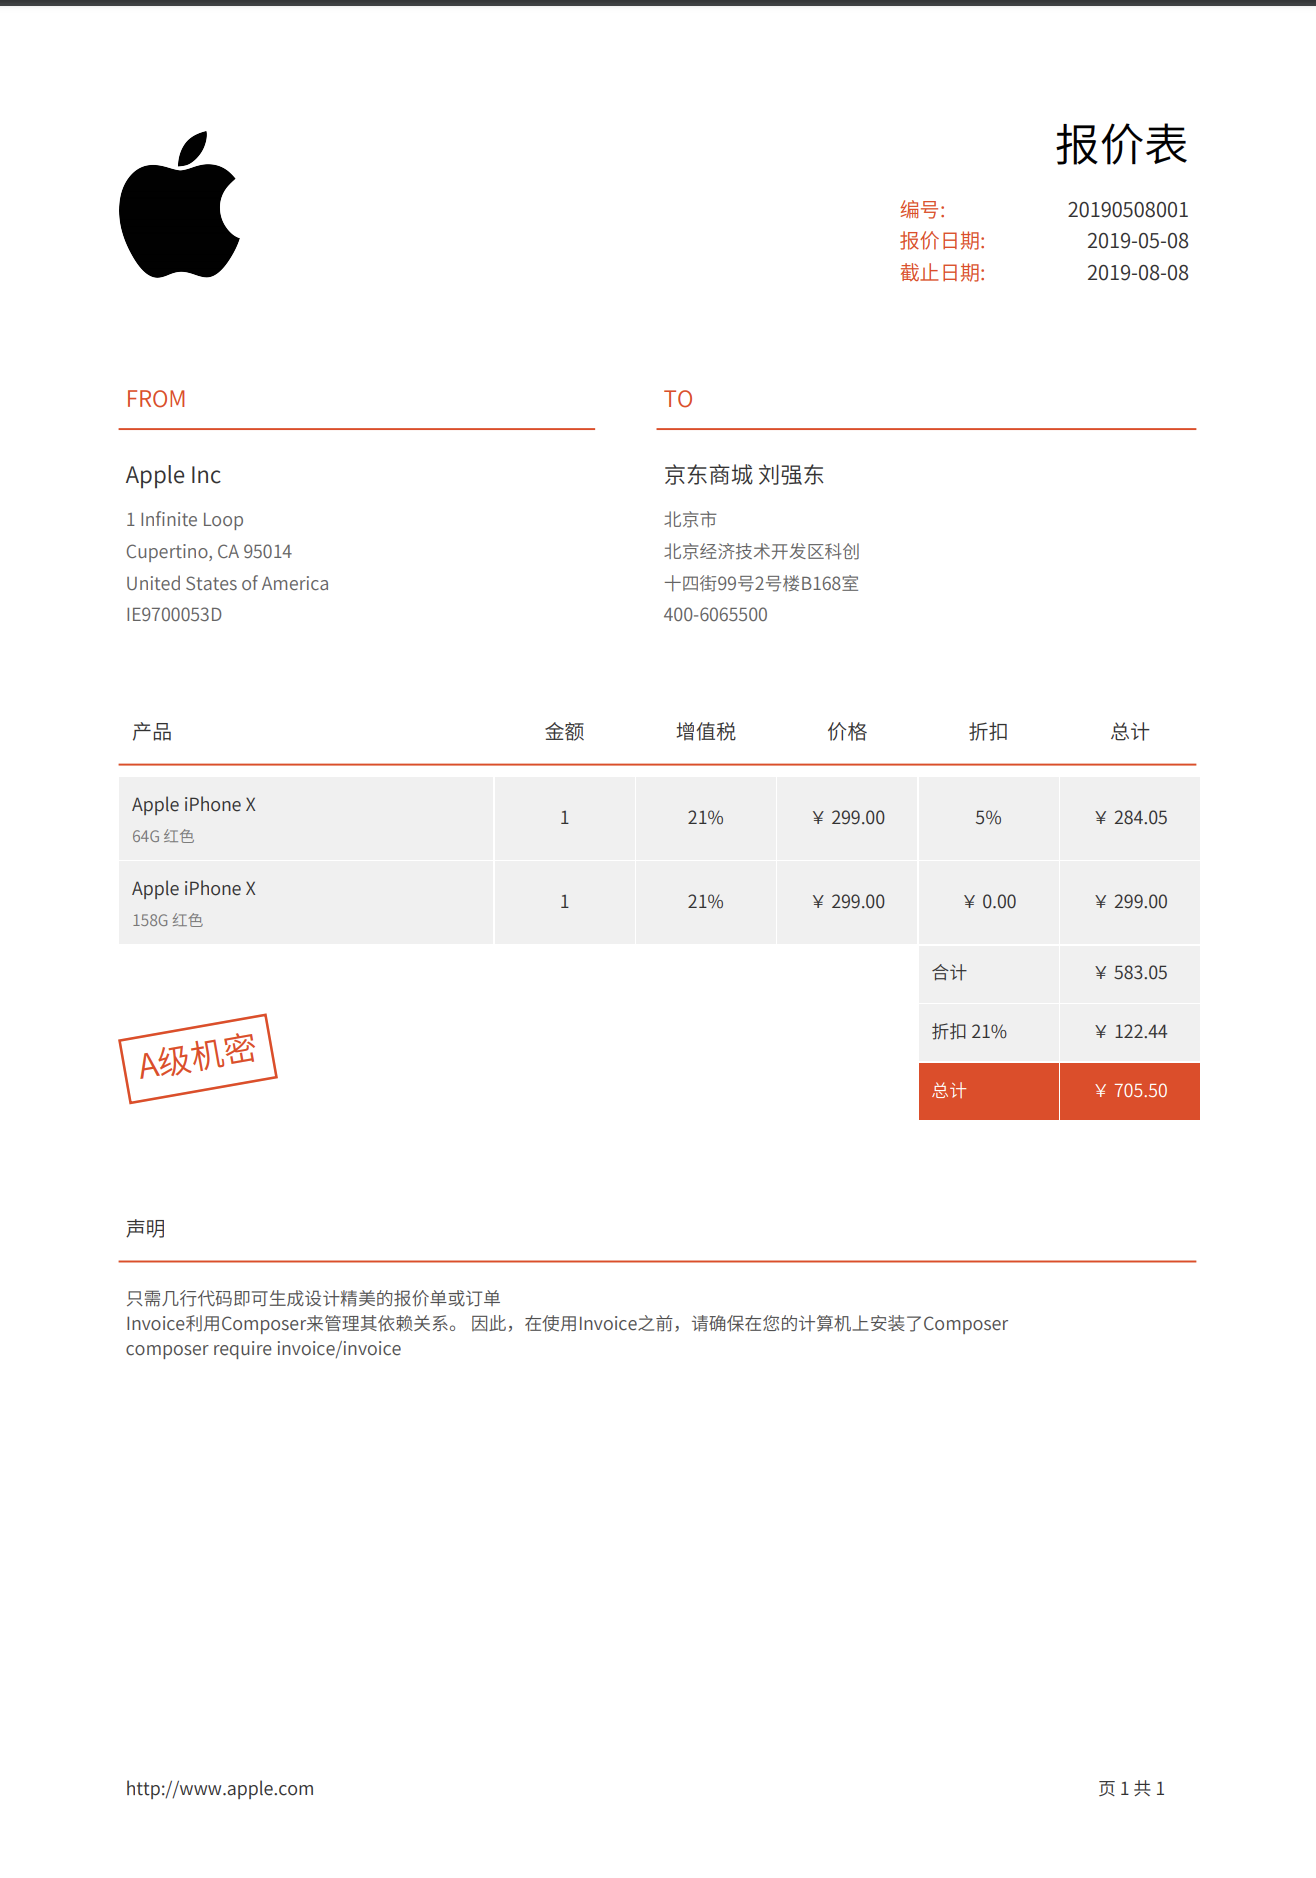 报价表
编号: 20190508001
报价日期: 2019-05-08
截止日期: 2019-08-08
FROM
Apple Inc
1 Infinite Loop
Cupertino, CA 95014
United States of America
IE9700053D
TO
京东商城 刘强东
北京市
北京经济技术开发区科创
十四街99号2号楼B168室
400-6065500
产品 金额 增值税 价格 折扣 总计
Apple iPhone X
64G 红色
1 21% ¥ 299.00 5% ¥ 284.05
Apple iPhone X
158G 红色
1 21% ¥ 299.00 ¥ 0.00 ¥ 299.00
合计 ¥ 583.05
折扣 21% ¥ 122.44
总计 ¥ 705.50
A级机密
声明
只需几行代码即可生成设计精美的报价单或订单
Invoice利用Composer来管理其依赖关系。 因此，在使用Invoice之前，请确保在您的计算机上安装了Composer
composer require invoice/invoice
http://www.apple.com 页 1 共 1